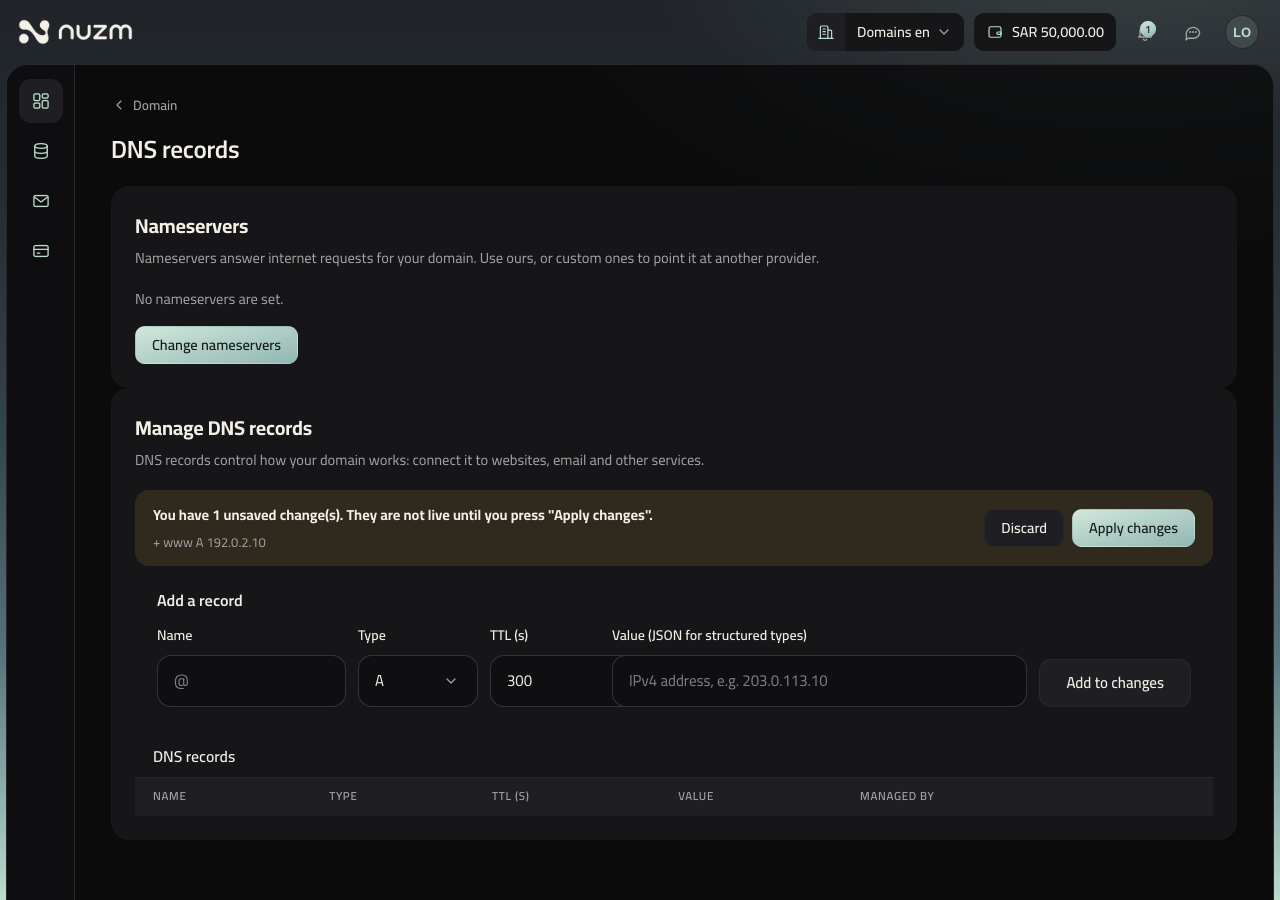 nuzm
Domains en
SAR 50,000.00
1
LO
Domain
DNS records
Nameservers
Nameservers answer internet requests for your domain. Use ours, or custom ones to point it at another provider.
No nameservers are set.
Change nameservers
Manage DNS records
DNS records control how your domain works: connect it to websites, email and other services.
You have 1 unsaved change(s). They are not live until you press "Apply changes".
+ www A 192.0.2.10
Discard
Apply changes
Add a record
Name Type TTL (s) Value (JSON for structured types)
@ A 300 IPv4 address, e.g. 203.0.113.10 Add to changes
DNS records
NAME TYPE TTL (S) VALUE MANAGED BY